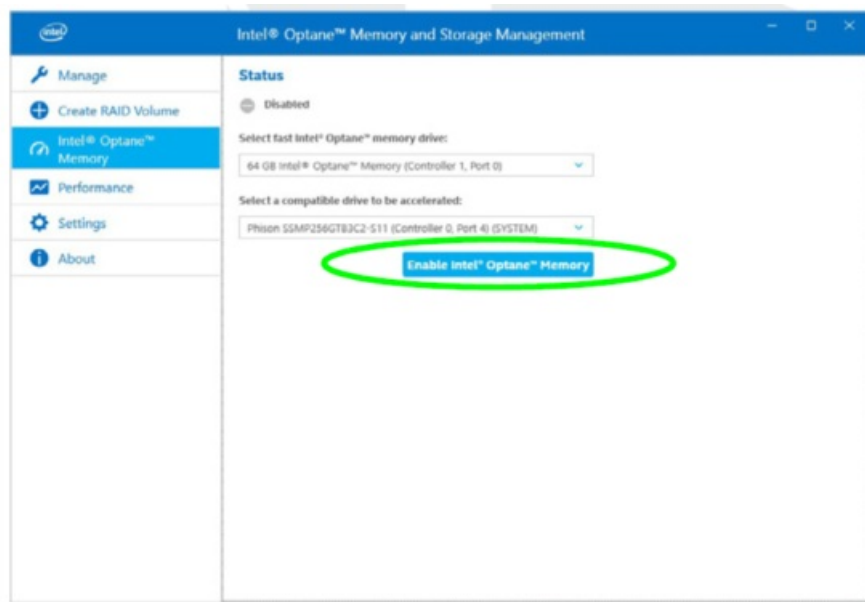 intel
Intel® Optane™ Memory and Storage Management
Manage
Create RAID Volume
Intel® Optane™
Memory
Performance
Settings
About
Status
Disabled
Select fast Intel® Optane™ memory drive:
64 GB Intel® Optane™ Memory (Controller 1, Port 0)
Select a compatible drive to be accelerated:
Phison SSMP256GTB3C2-S11 (Controller 0, Port 4) (SYSTEM)
Enable Intel® Optane™ Memory